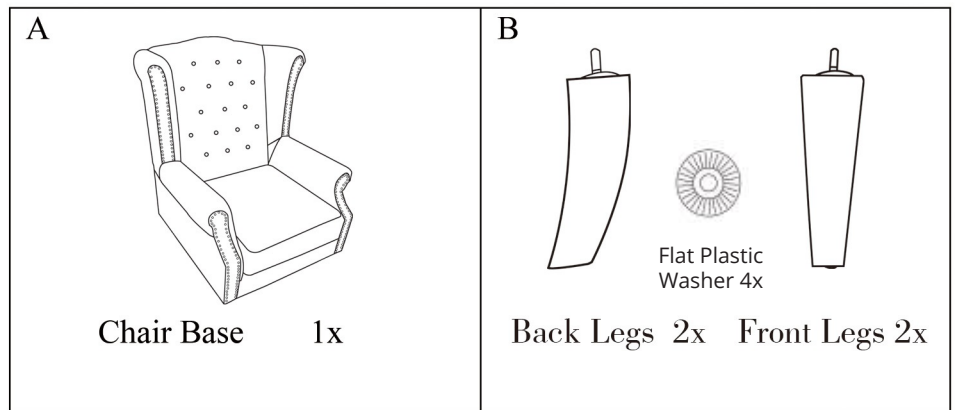 A
Chair Base 1x
B
Flat Plastic
Washer 4x
Back Legs 2x Front Legs 2x